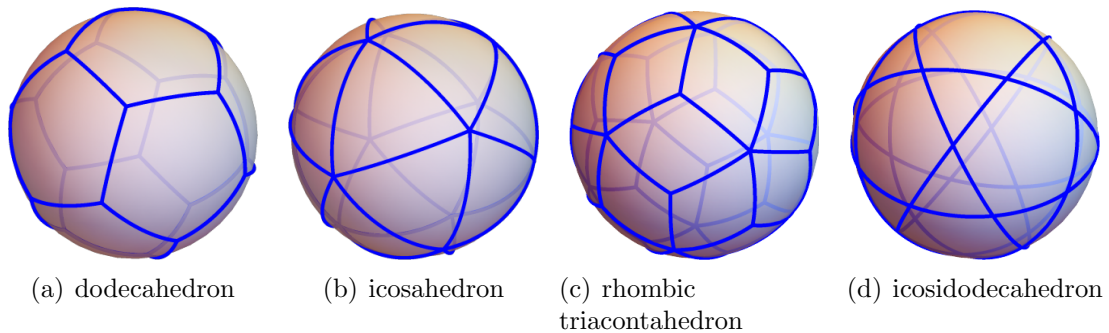 (a) dodecahedron
(b) icosahedron
(c) rhombic
triacontahedron
(d) icosidodecahedron